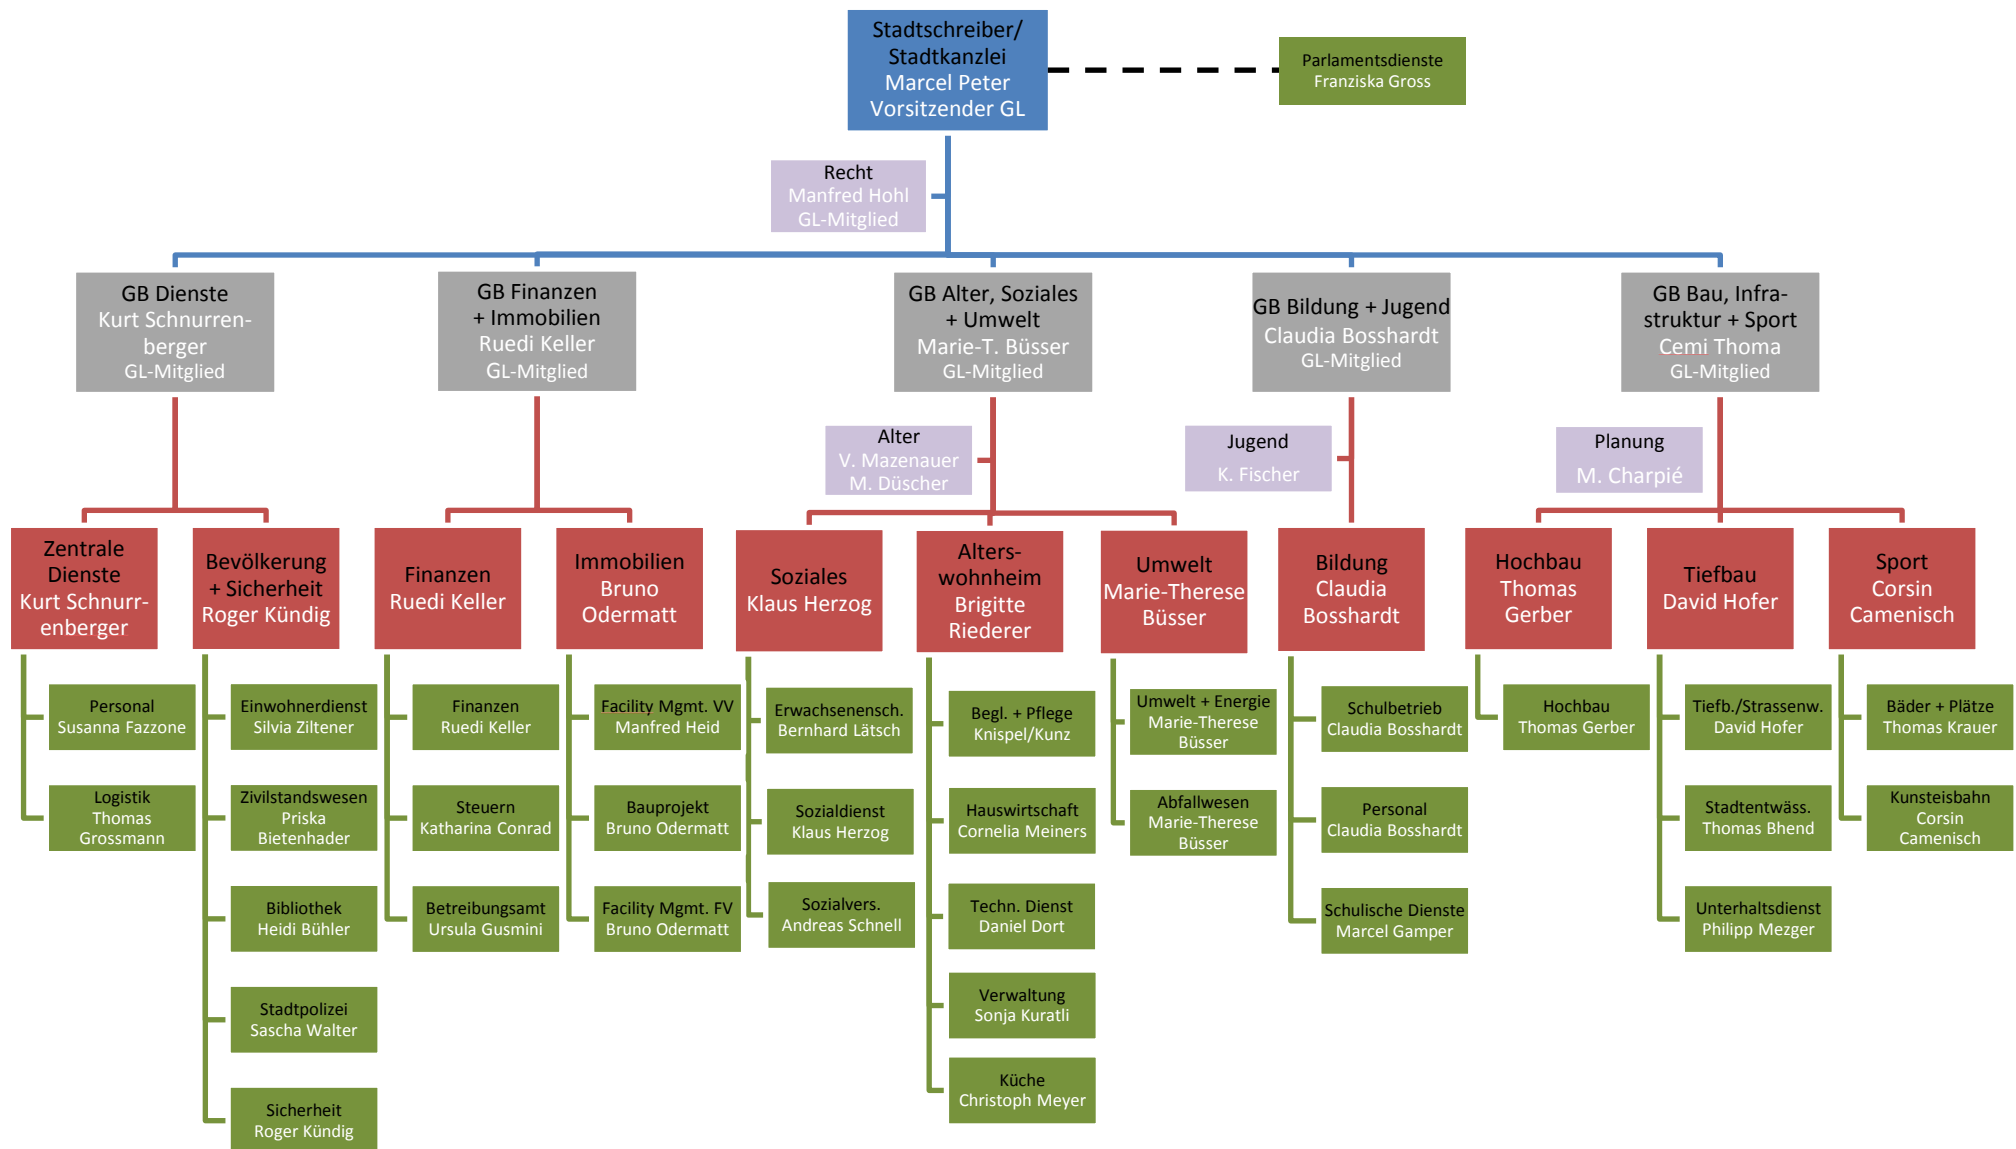 Stadtschreiber/
Stadtkanzlei
Marcel Peter
Vorsitzender GL
Parlamentsdienste
Franziska Gross
Recht
Manfred Hohl
GL-Mitglied
GB Dienste
Kurt Schnurren-
berger
GL-Mitglied
GB Finanzen
+ Immobilien
Ruedi Keller
GL-Mitglied
GB Alter, Soziales
+ Umwelt
Marie-T. Büsser
GL-Mitglied
GB Bildung + Jugend
Claudia Bosshardt
GL-Mitglied
GB Bau, Infra-
struktur + Sport
Cemi Thoma
GL-Mitglied
Alter
V. Mazenauer
M. Düscher
Jugend
K. Fischer
Planung
M. Charpié
Zentrale
Dienste
Kurt Schnurr-
enberger
Bevölkerung
+ Sicherheit
Roger Kündig
Finanzen
Ruedi Keller
Immobilien
Bruno
Odermatt
Soziales
Klaus Herzog
Alters-
wohnheim
Brigitte
Riederer
Umwelt
Marie-Therese
Büsser
Bildung
Claudia
Bosshardt
Hochbau
Thomas
Gerber
Tiefbau
David Hofer
Sport
Corsin
Camenisch
Personal
Susanna Fazzone
Logistik
Thomas
Grossmann
Einwohnerdienst
Silvia Ziltener
Zivilstandswesen
Priska
Bietenhader
Bibliothek
Heidi Bühler
Stadtpolizei
Sascha Walter
Sicherheit
Roger Kündig
Finanzen
Ruedi Keller
Steuern
Katharina Conrad
Betreibungsamt
Ursula Gusmini
Facility Mgmt. VV
Manfred Heid
Bauprojekt
Bruno Odermatt
Facility Mgmt. FV
Bruno Odermatt
Erwachsenensch.
Bernhard Lätsch
Sozialdienst
Klaus Herzog
Sozialvers.
Andreas Schnell
Begl. + Pflege
Knispel/Kunz
Hauswirtschaft
Cornelia Meiners
Techn. Dienst
Daniel Dort
Verwaltung
Sonja Kuratli
Küche
Christoph Meyer
Umwelt + Energie
Marie-Therese
Büsser
Abfallwesen
Marie-Therese
Büsser
Schulbetrieb
Claudia Bosshardt
Personal
Claudia Bosshardt
Schulische Dienste
Marcel Gamper
Hochbau
Thomas Gerber
Tiefb./Strassenw.
David Hofer
Stadtentwäss.
Thomas Bhend
Unterhaltsdienst
Philipp Mezger
Bäder + Plätze
Thomas Krauer
Kunsteisbahn
Corsin
Camenisch